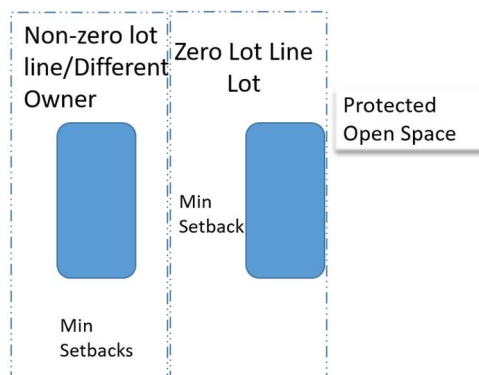 Non-zero lot
line/Different
Owner
Zero Lot Line
Lot
Protected
Open Space
Min
Setback
Min
Setbacks